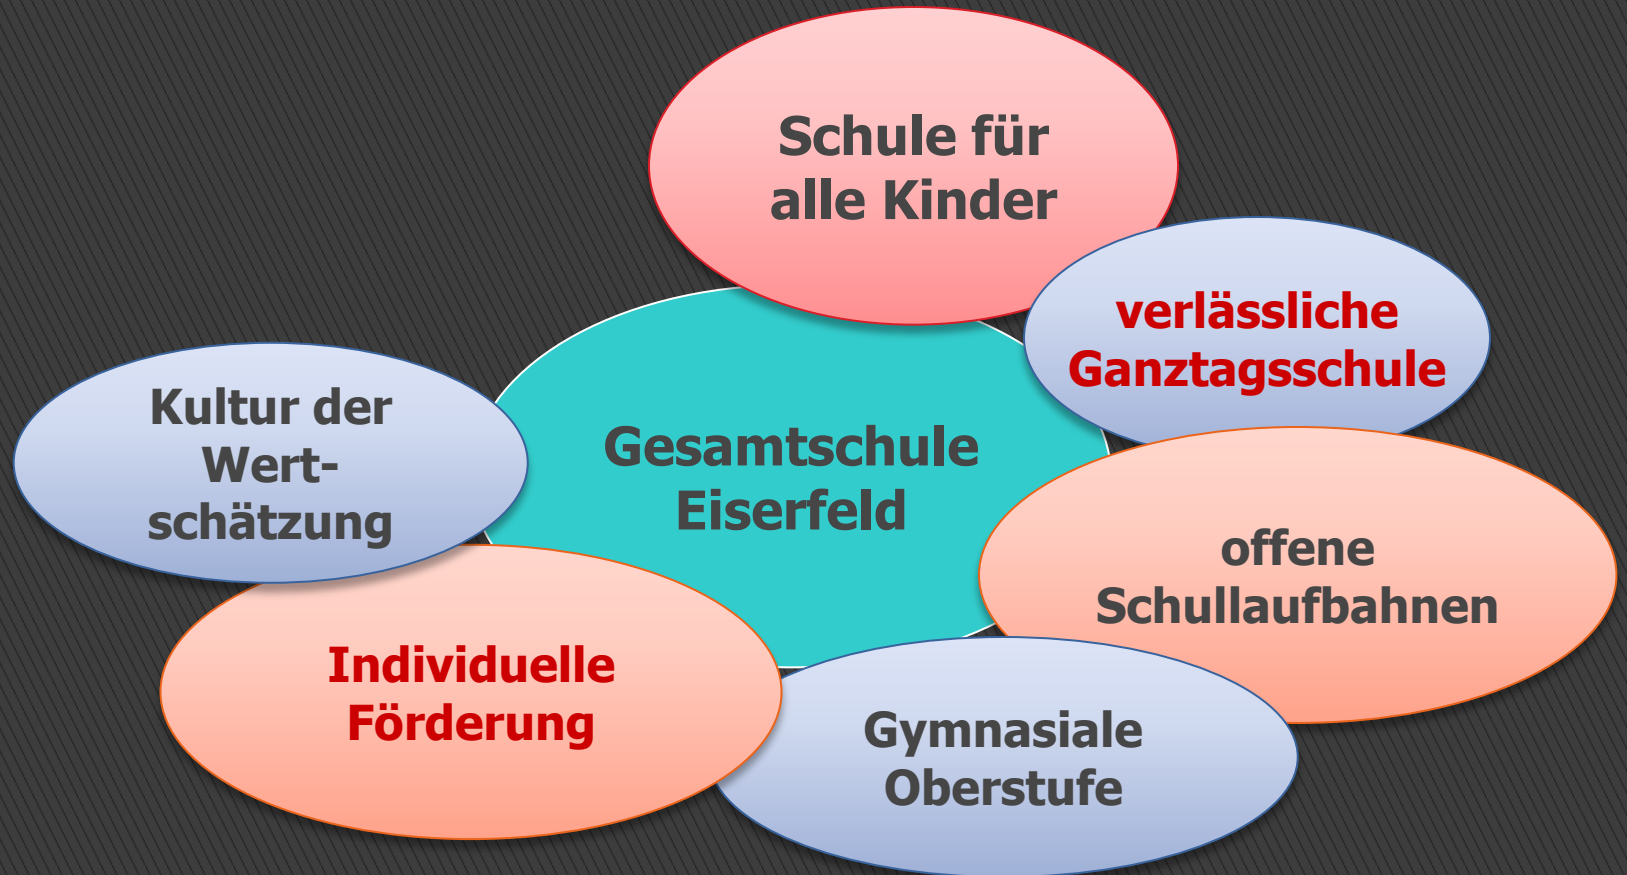 Schule für
alle Kinder
verlässliche
Ganztagsschule
Kultur der
Wert-
schätzung
Gesamtschule
Eiserfeld
offene
Schullaufbahnen
Individuelle
Förderung
Gymnasiale
Oberstufe